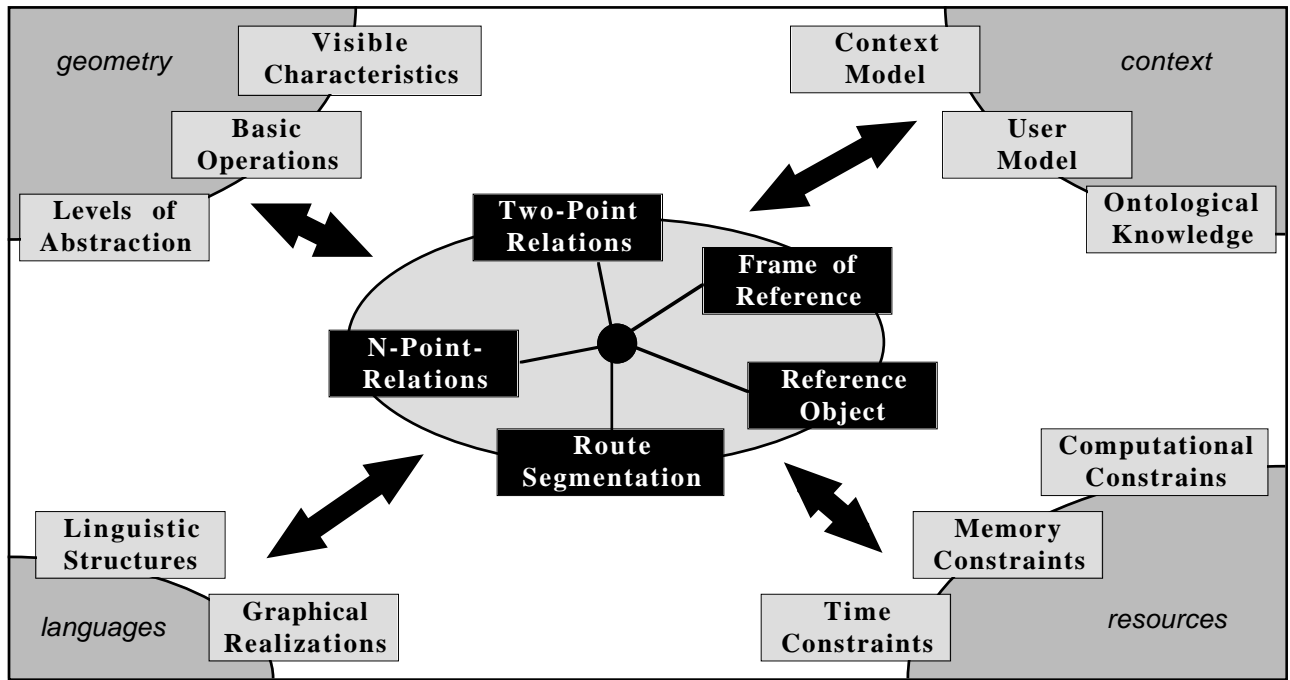 geometry
Visible
Characteristics
Basic
Operations
Levels of
Abstraction
Context
Model
context
User
Model
Ontological
Knowledge
Two-Point
Relations
Frame of
Reference
N-Point-
Relations
Reference
Object
Route
Segmentation
Linguistic
Structures
languages
Graphical
Realizations
Computational
Constrains
Memory
Constraints
Time
Constraints
resources